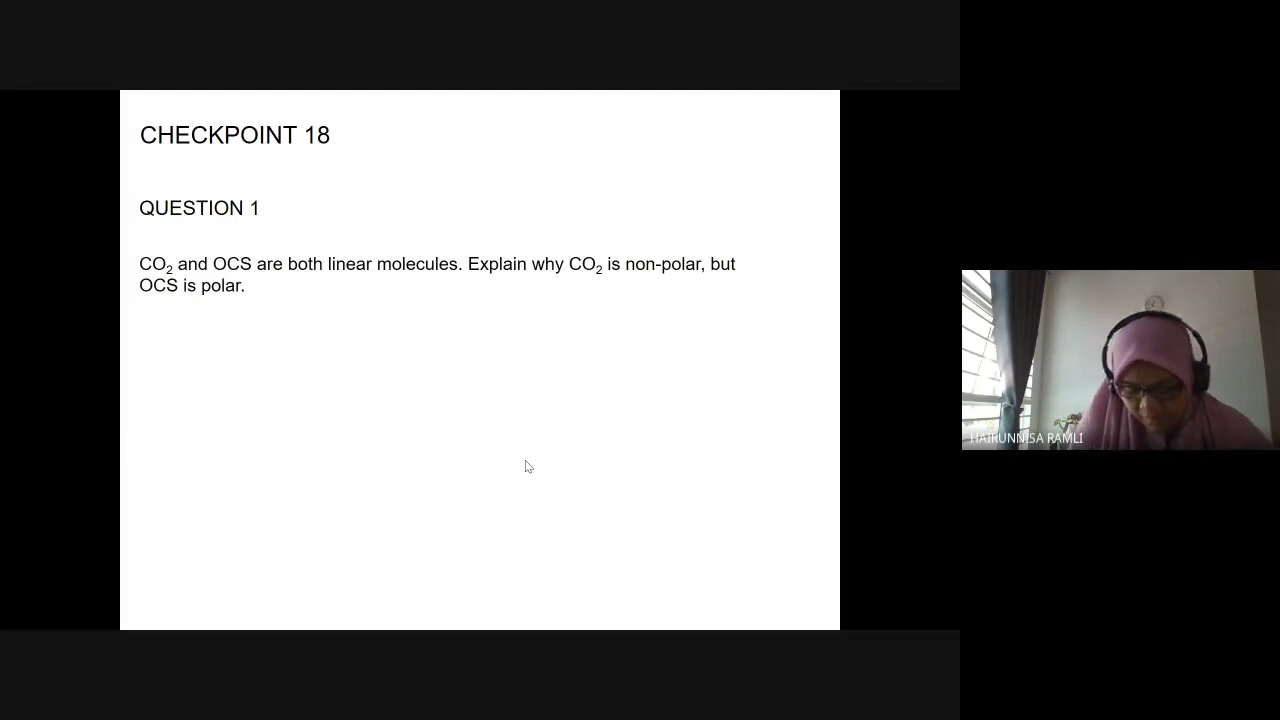 CHECKPOINT 18
QUESTION 1
CO₂ and OCS are both linear molecules. Explain why CO₂ is non-polar, but
OCS is polar.
HAIRUNNISA RAMLI